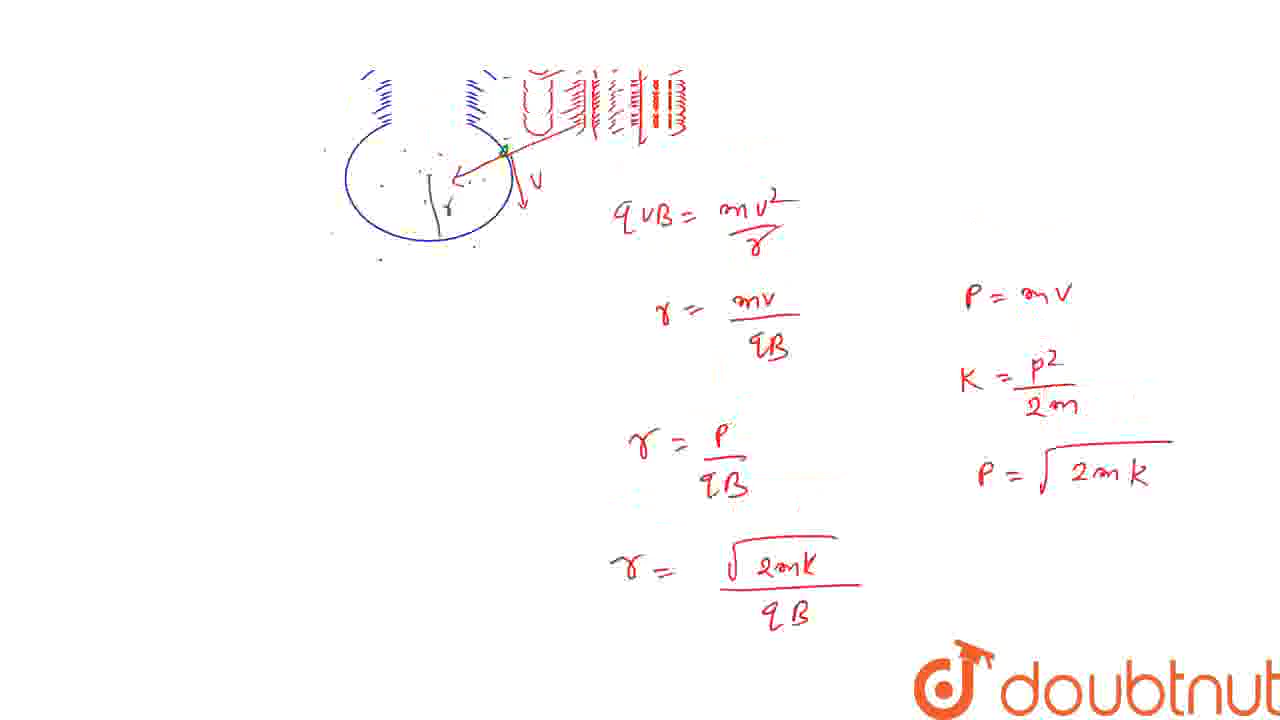 V
r
qvB = mv²/r
r = mv/qB
P = mv
K = p²/2m
r = P/qB
P = √2mk
r = √2mK/qB
doubtnut